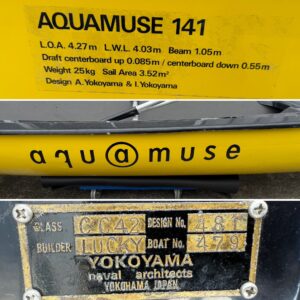 AQUAMUSE 141
L.O.A. 4.27m L.W.L. 4.03m Beam 1.05m
Draft centerboard up 0.085m / centerboard down 0.55m
Weight 25kg Sail Area 3.52m²
Design A.Yokoyama & I.Yokoyama
aqu@muse
CLASS CC42 DESIGN No. 481
BUILDER LUCKY BOAT No. 479
YOKOYAMA
naval architects
YOKOHAMA JAPAN